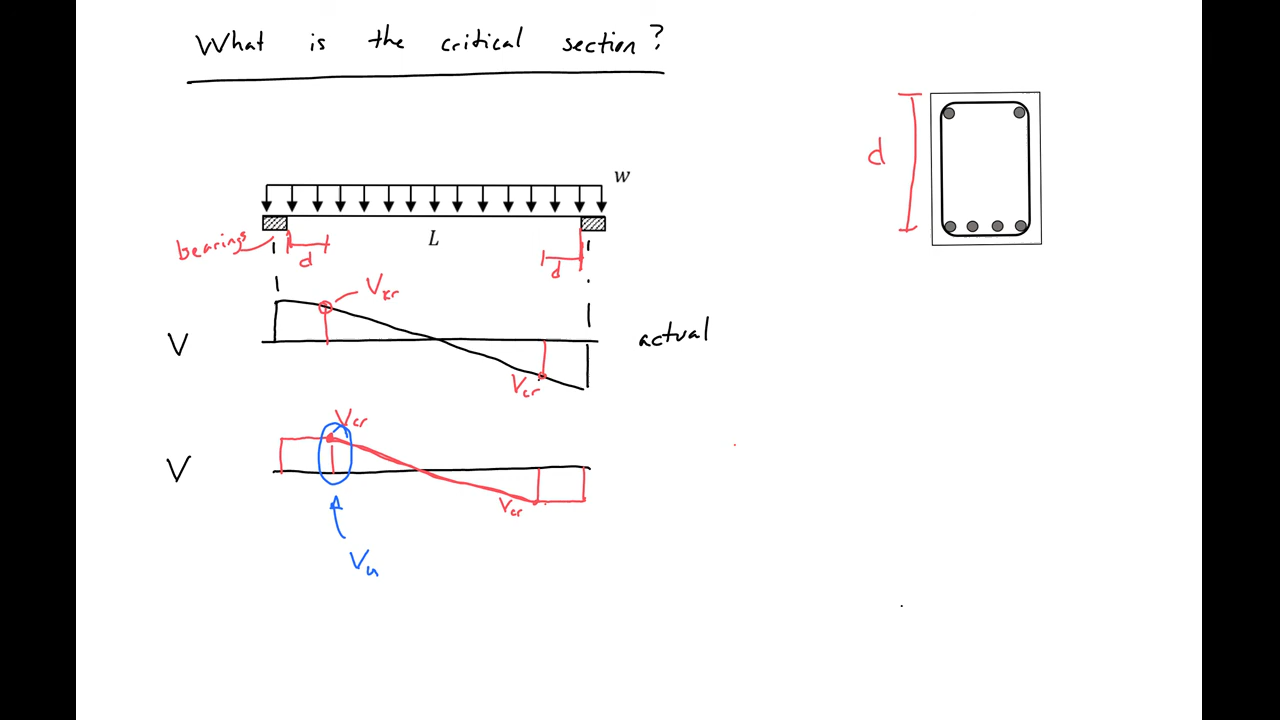 What is the critical section?
d
w
bearings
d
L
d
Vcr
V
actual
Vcr
Vcr
V
Vcr
Vu